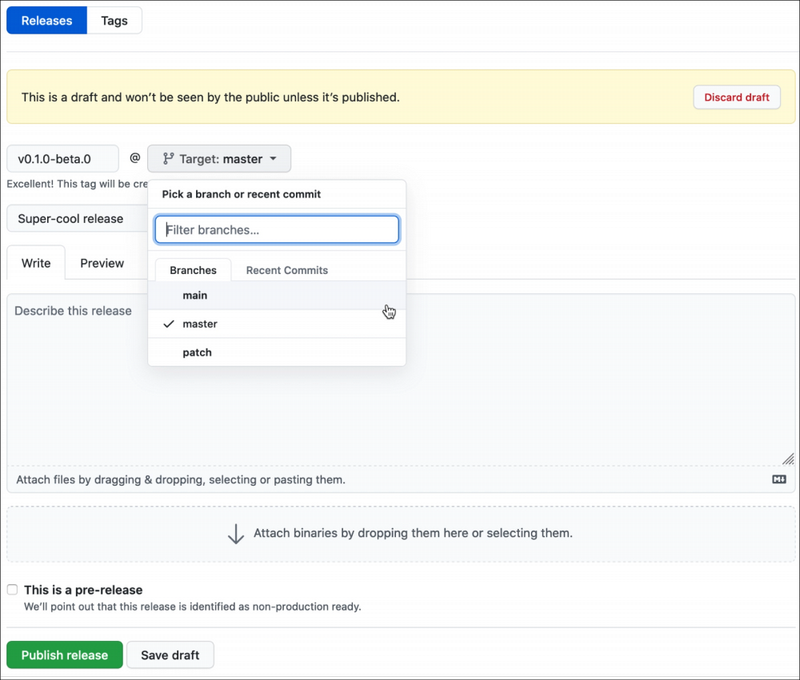 Releases Tags
This is a draft and won't be seen by the public unless it's published. Discard draft
v0.1.0-beta.0 @ Target: master
Excellent! This tag will be cre
Pick a branch or recent commit
Super-cool release
Filter branches...
Write Preview
Branches Recent Commits
main
Describe this release
master
patch
Attach files by dragging & dropping, selecting or pasting them.
Attach binaries by dropping them here or selecting them.
This is a pre-release
We'll point out that this release is identified as non-production ready.
Publish release Save draft